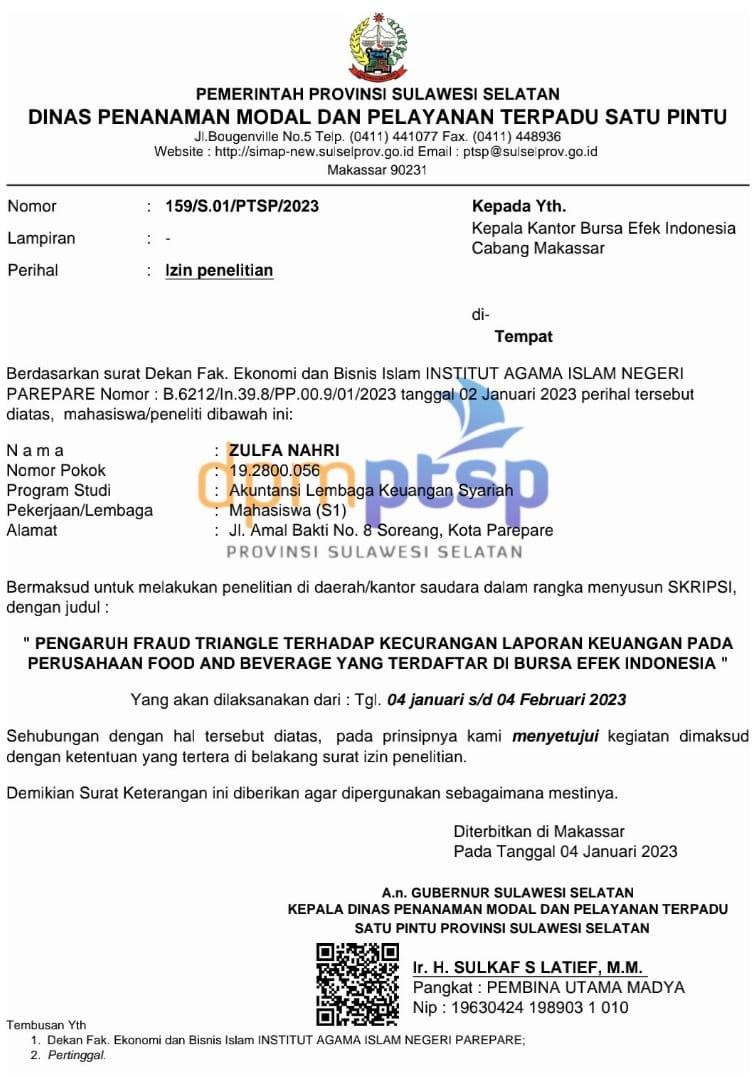 PEMERINTAH PROVINSI SULAWESI SELATAN
DINAS PENANAMAN MODAL DAN PELAYANAN TERPADU SATU PINTU
Jl.Bougenville No.5 Telp. (0411) 441077 Fax. (0411) 448936
Website : http://simap-new.sulselprov.go.id Email : ptsp@sulselprov.go.id
Makassar 90231
Nomor : 159/S.01/PTSP/2023
Lampiran : -
Perihal : Izin penelitian
Kepada Yth.
Kepala Kantor Bursa Efek Indonesia
Cabang Makassar
di-
Tempat
Berdasarkan surat Dekan Fak. Ekonomi dan Bisnis Islam INSTITUT AGAMA ISLAM NEGERI
PAREPARE Nomor : B.6212/In.39.8/PP.00.9/01/2023 tanggal 02 Januari 2023 perihal tersebut
diatas, mahasiswa/peneliti dibawah ini:
N a m a : ZULFA NAHRI
Nomor Pokok : 19.2800.056
Program Studi : Akuntansi Lembaga Keuangan Syariah
Pekerjaan/Lembaga : Mahasiswa (S1)
Alamat : Jl. Amal Bakti No. 8 Soreang, Kota Parepare
dpmptsp
PROVINSI SULAWESI SELATAN
Bermaksud untuk melakukan penelitian di daerah/kantor saudara dalam rangka menyusun SKRIPSI,
dengan judul :
" PENGARUH FRAUD TRIANGLE TERHADAP KECURANGAN LAPORAN KEUANGAN PADA
PERUSAHAAN FOOD AND BEVERAGE YANG TERDAFTAR DI BURSA EFEK INDONESIA "
Yang akan dilaksanakan dari : Tgl. 04 januari s/d 04 Februari 2023
Sehubungan dengan hal tersebut diatas, pada prinsipnya kami menyetujui kegiatan dimaksud
dengan ketentuan yang tertera di belakang surat izin penelitian.
Demikian Surat Keterangan ini diberikan agar dipergunakan sebagaimana mestinya.
Diterbitkan di Makassar
Pada Tanggal 04 Januari 2023
A.n. GUBERNUR SULAWESI SELATAN
KEPALA DINAS PENANAMAN MODAL DAN PELAYANAN TERPADU
SATU PINTU PROVINSI SULAWESI SELATAN
Ir. H. SULKAF S LATIEF, M.M.
Pangkat : PEMBINA UTAMA MADYA
Nip : 19630424 198903 1 010
Tembusan Yth
1. Dekan Fak. Ekonomi dan Bisnis Islam INSTITUT AGAMA ISLAM NEGERI PAREPARE;
2. Pertinggal.